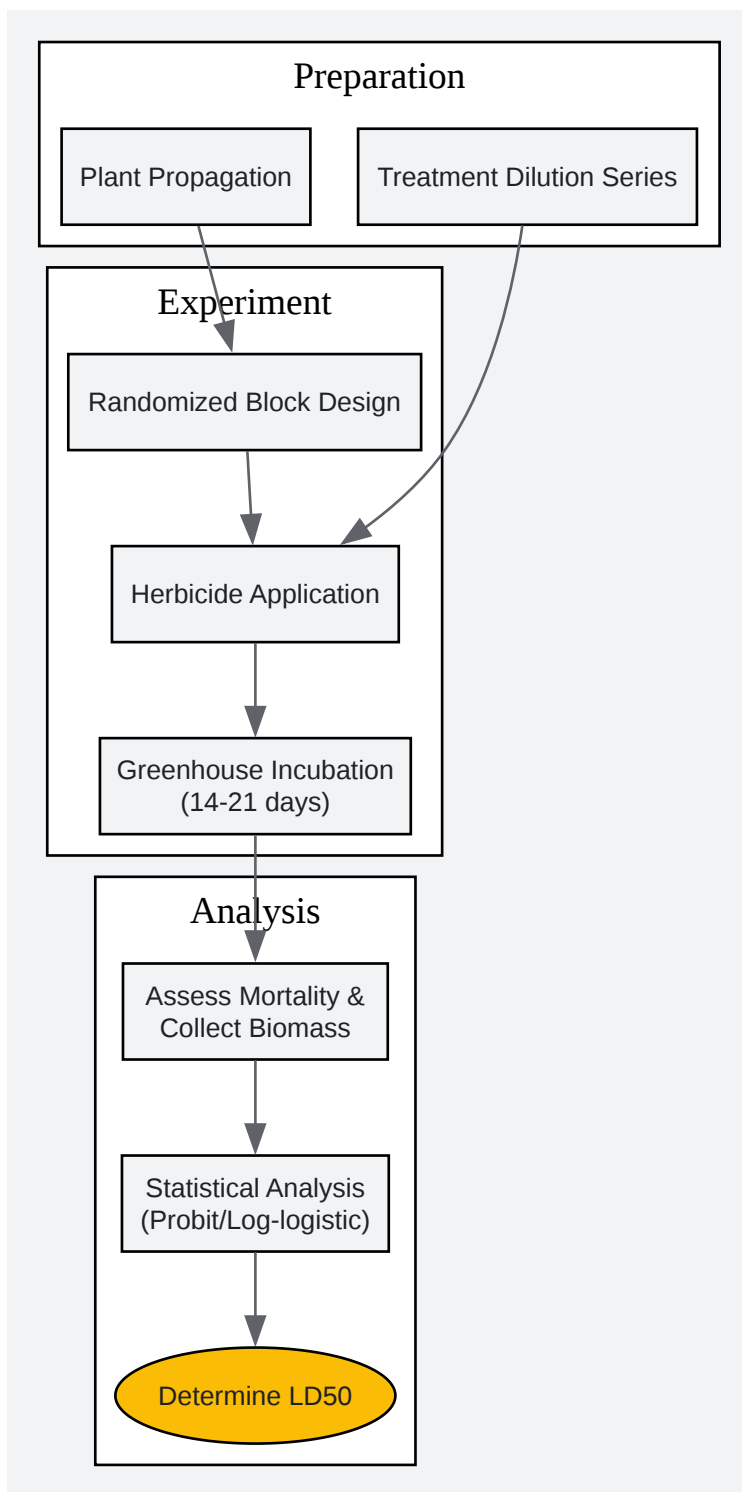 Preparation
Plant Propagation
Treatment Dilution Series
Experiment
Randomized Block Design
Herbicide Application
Greenhouse Incubation
(14-21 days)
Analysis
Assess Mortality &
Collect Biomass
Statistical Analysis
(Probit/Log-logistic)
Determine LD50